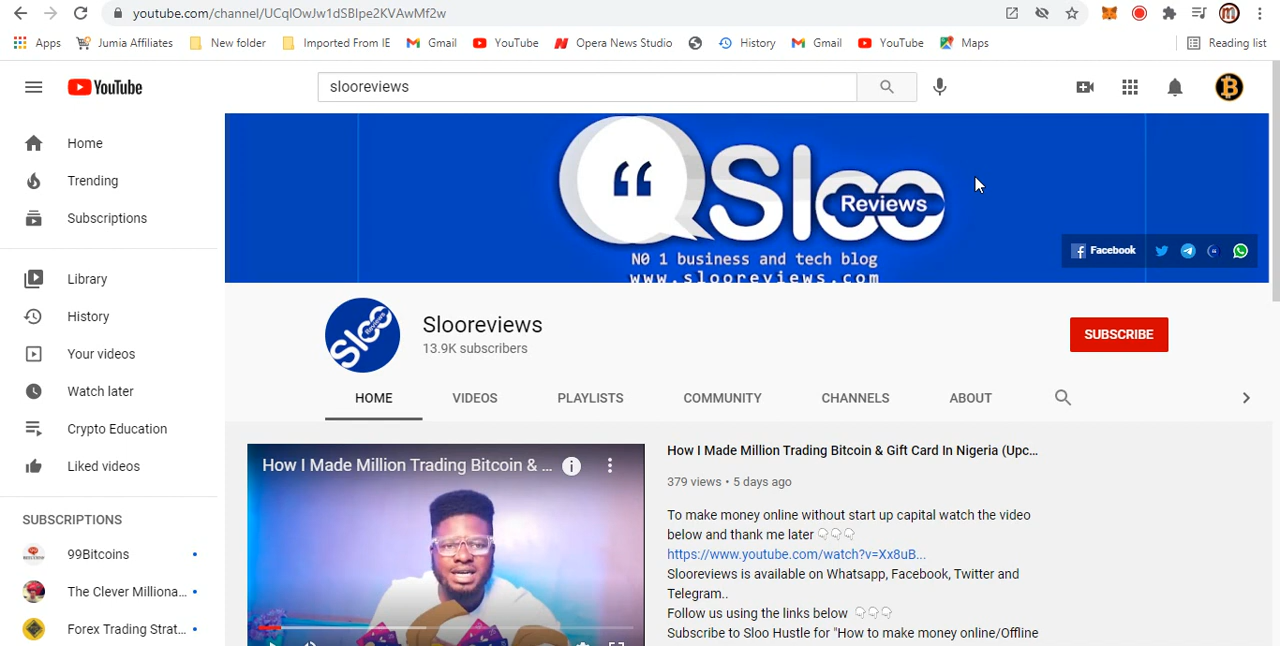 youtube.com/channel/UCqIOwJw1dSBIpe2KVAwMf2w
Apps Jumia Affiliates New folder Imported From IE Gmail YouTube Opera News Studio History Gmail YouTube Maps Reading list
YouTube
slooreviews
Home
Trending
Subscriptions
Library
History
Your videos
Watch later
Crypto Education
Liked videos
SUBSCRIPTIONS
99Bitcoins
The Clever Milliona...
Forex Trading Strat...
“ Sloo
Reviews
N0 1 business and tech blog
www.slooreviews.com
Facebook
Sloo
Reviews
Slooreviews
13.9K subscribers
SUBSCRIBE
HOME VIDEOS PLAYLISTS COMMUNITY CHANNELS ABOUT
How I Made Million Trading Bitcoin & ...
How I Made Million Trading Bitcoin & Gift Card In Nigeria (Upc...
379 views • 5 days ago
To make money online without start up capital watch the video
below and thank me later 👇👇👇
https://www.youtube.com/watch?v=Xx8uB...
Slooreviews is available on Whatsapp, Facebook, Twitter and
Telegram..
Follow us using the links below 👇👇👇
Subscribe to Sloo Hustle for "How to make money online/Offline